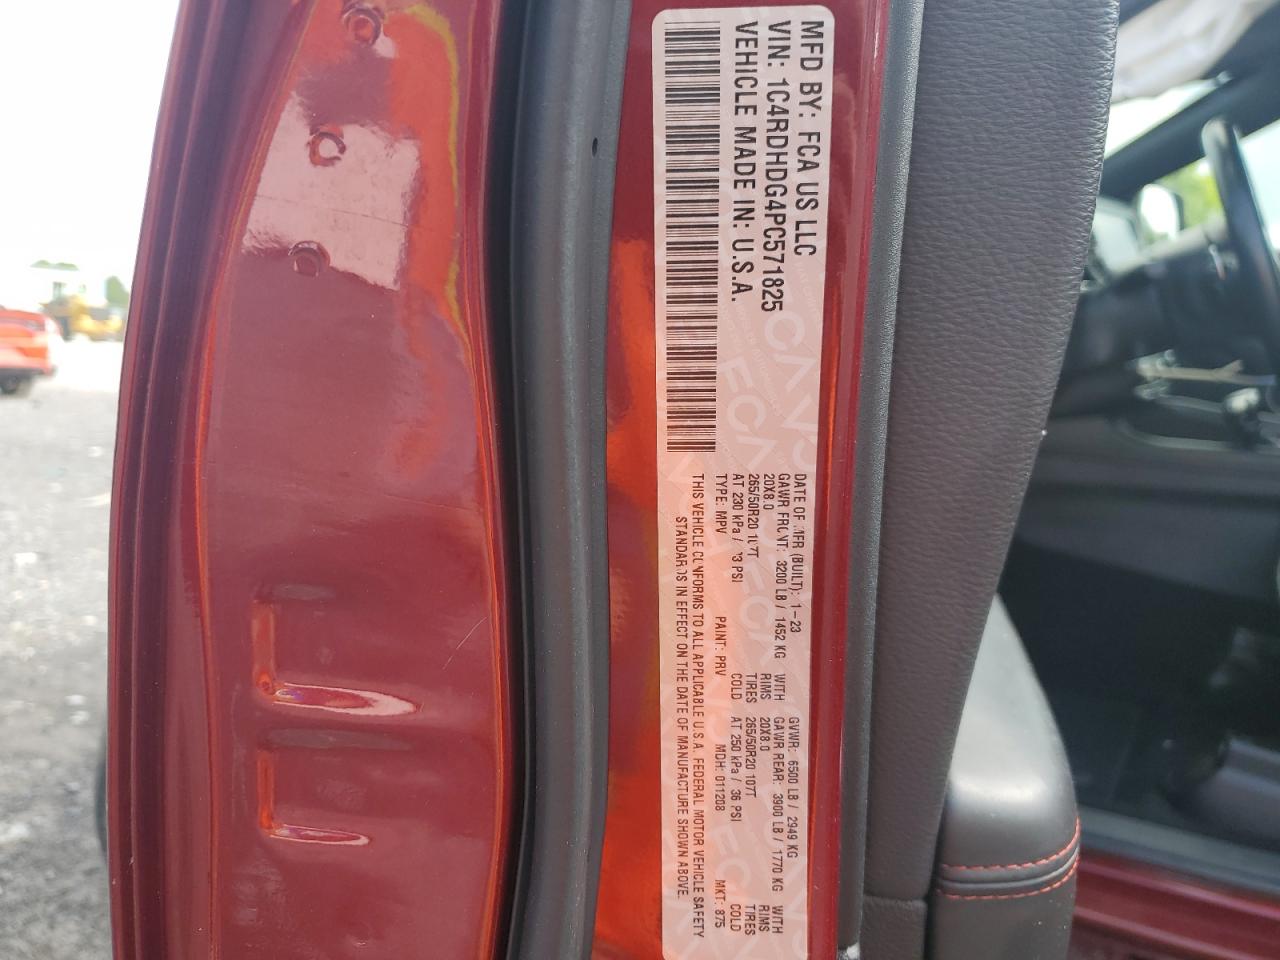 MFD BY: FCA US LLC
VIN: 1C4RDHDG4PC571825
VEHICLE MADE IN: U.S.A.
DATE OF MFR (BUILT): 1-23 GVWR: 6500 LB / 2949 KG
GAWR FRONT: 3200 LB / 1452 KG WITH GAWR REAR: 3900 LB / 1770 KG WITH
20X8.0 RIMS 20X8.0 RIMS
265/50R20 107T TIRES 265/50R20 107T TIRES
AT 230 kPa / 33 PSI COLD AT 250 kPa / 36 PSI COLD
TYPE: MPV PAINT: PRV MDH: 011208 MKT: 875
THIS VEHICLE CONFORMS TO ALL APPLICABLE U.S.A. FEDERAL MOTOR VEHICLE SAFETY
STANDARDS IN EFFECT ON THE DATE OF MANUFACTURE SHOWN ABOVE.